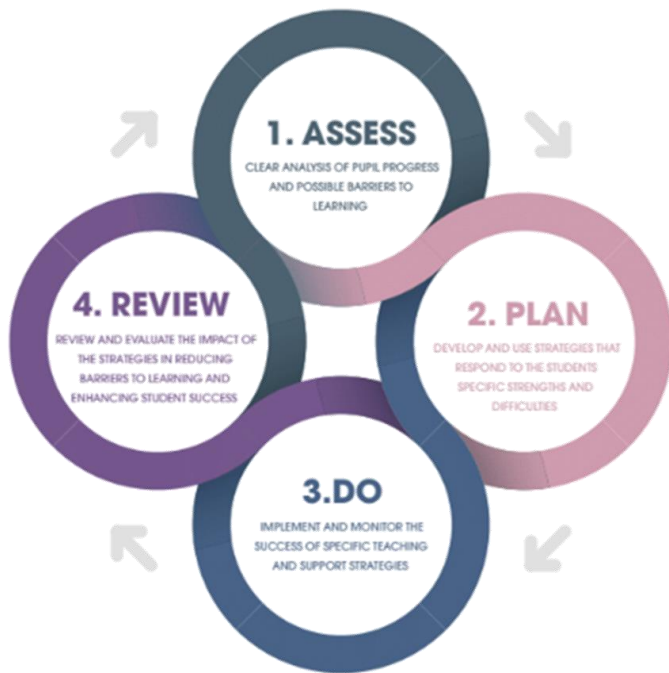 1. ASSESS
CLEAR ANALYSIS OF PUPIL PROGRESS
AND POSSIBLE BARRIERS TO
LEARNING
2. PLAN
DEVELOP AND USE STRATEGIES THAT
RESPOND TO THE STUDENTS
SPECIFIC STRENGTHS AND
DIFFICULTIES
3.DO
IMPLEMENT AND MONITOR THE
SUCCESS OF SPECIFIC TEACHING
AND SUPPORT STRATEGIES
4. REVIEW
REVIEW AND EVALUATE THE IMPACT OF
THE STRATEGIES IN REDUCING
BARRIERS TO LEARNING AND
ENHANCING STUDENT SUCCESS